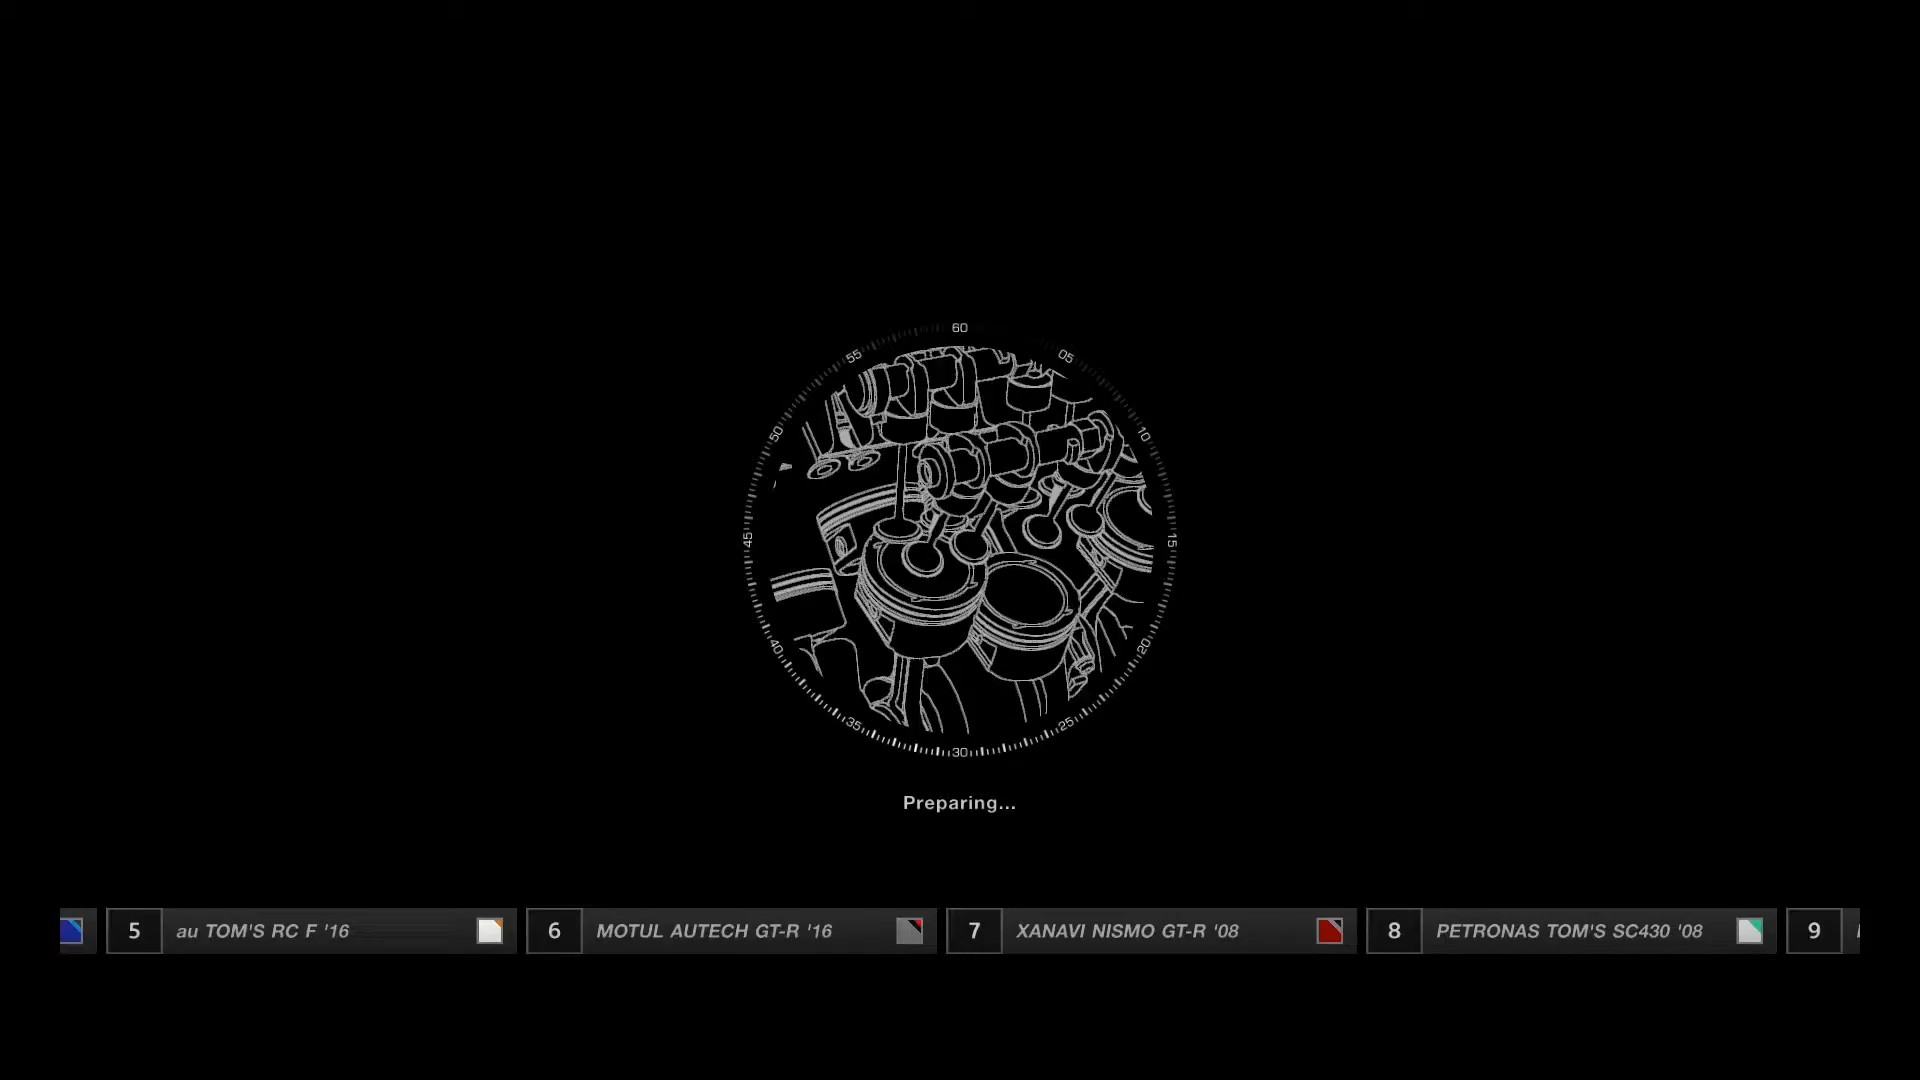 60
55
05
50
10
45
15
40
20
35
25
30
Preparing...
5 au TOM'S RC F '16
6 MOTUL AUTECH GT-R '16
7 XANAVI NISMO GT-R '08
8 PETRONAS TOM'S SC430 '08
9